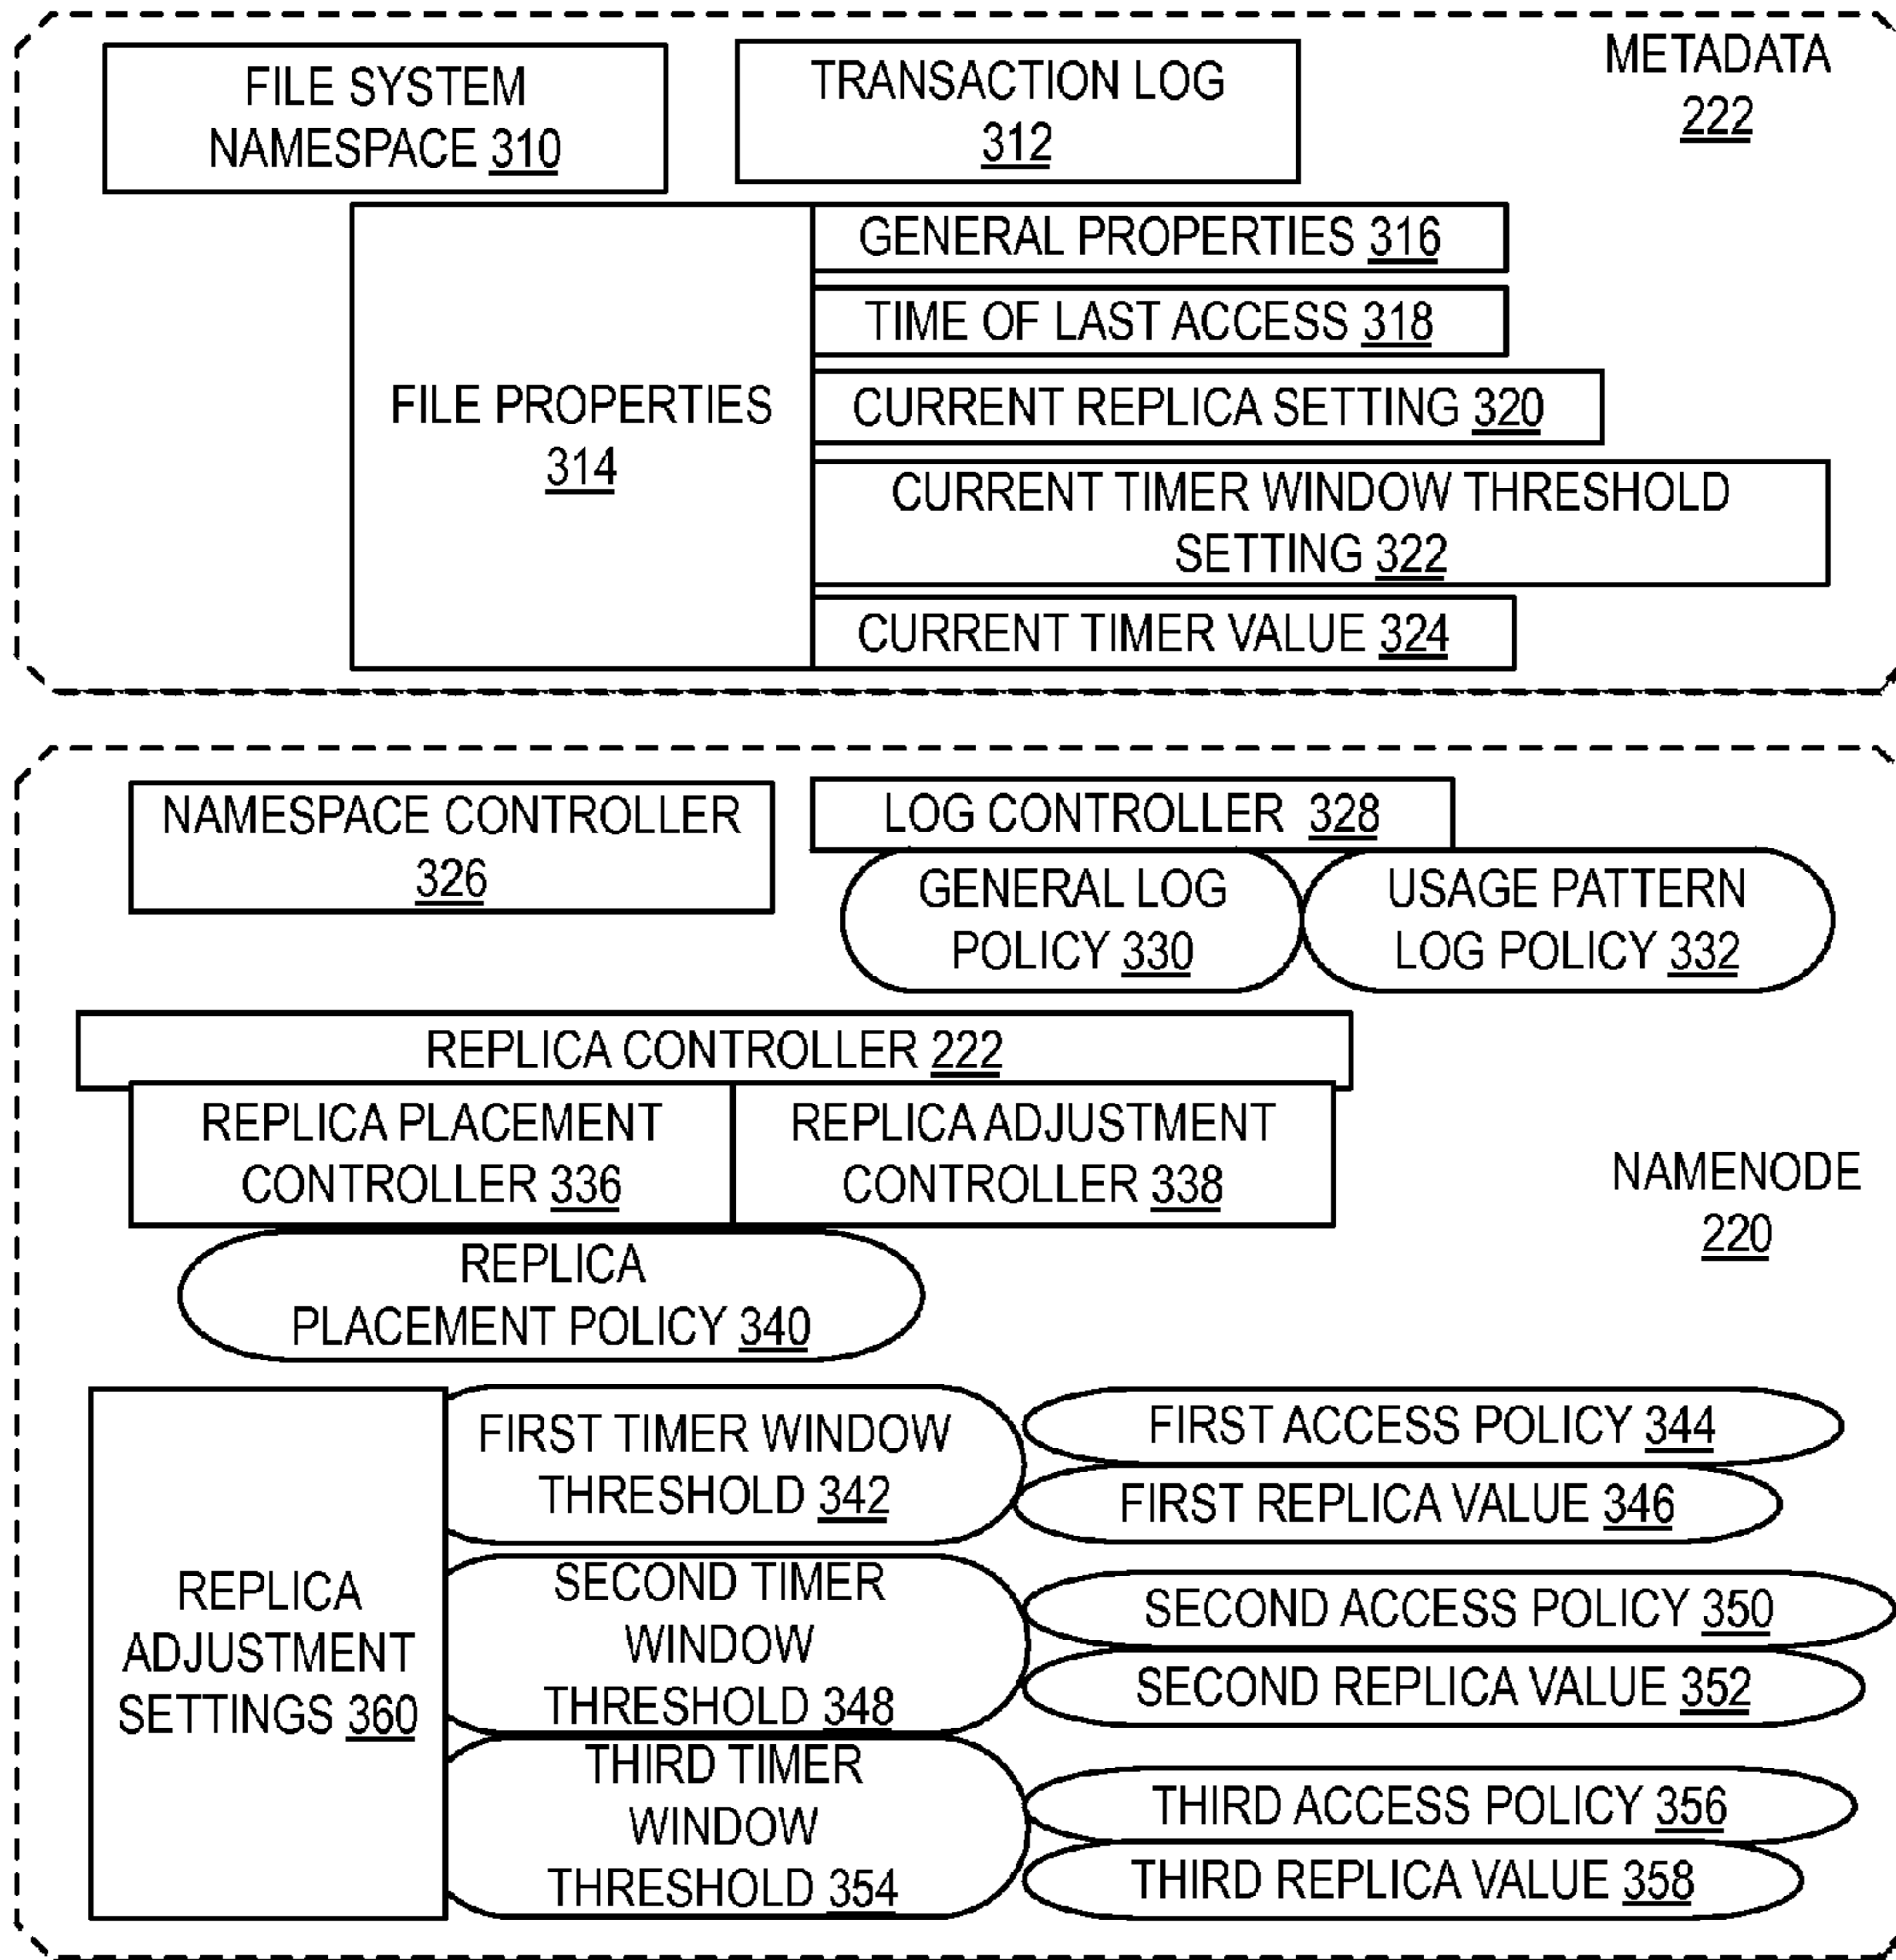 FILE SYSTEM
NAMESPACE 310
TRANSACTION LOG
312
METADATA
222
FILE PROPERTIES
314
GENERAL PROPERTIES 316
TIME OF LAST ACCESS 318
CURRENT REPLICA SETTING 320
CURRENT TIMER WINDOW THRESHOLD
SETTING 322
CURRENT TIMER VALUE 324
NAMESPACE CONTROLLER
326
LOG CONTROLLER 328
GENERAL LOG
POLICY 330
USAGE PATTERN
LOG POLICY 332
REPLICA CONTROLLER 222
REPLICA PLACEMENT
CONTROLLER 336
REPLICA ADJUSTMENT
CONTROLLER 338
NAMENODE
220
REPLICA
PLACEMENT POLICY 340
REPLICA
ADJUSTMENT
SETTINGS 360
FIRST TIMER WINDOW
THRESHOLD 342
FIRST ACCESS POLICY 344
FIRST REPLICA VALUE 346
SECOND TIMER
WINDOW
THRESHOLD 348
SECOND ACCESS POLICY 350
SECOND REPLICA VALUE 352
THIRD TIMER
WINDOW
THRESHOLD 354
THIRD ACCESS POLICY 356
THIRD REPLICA VALUE 358